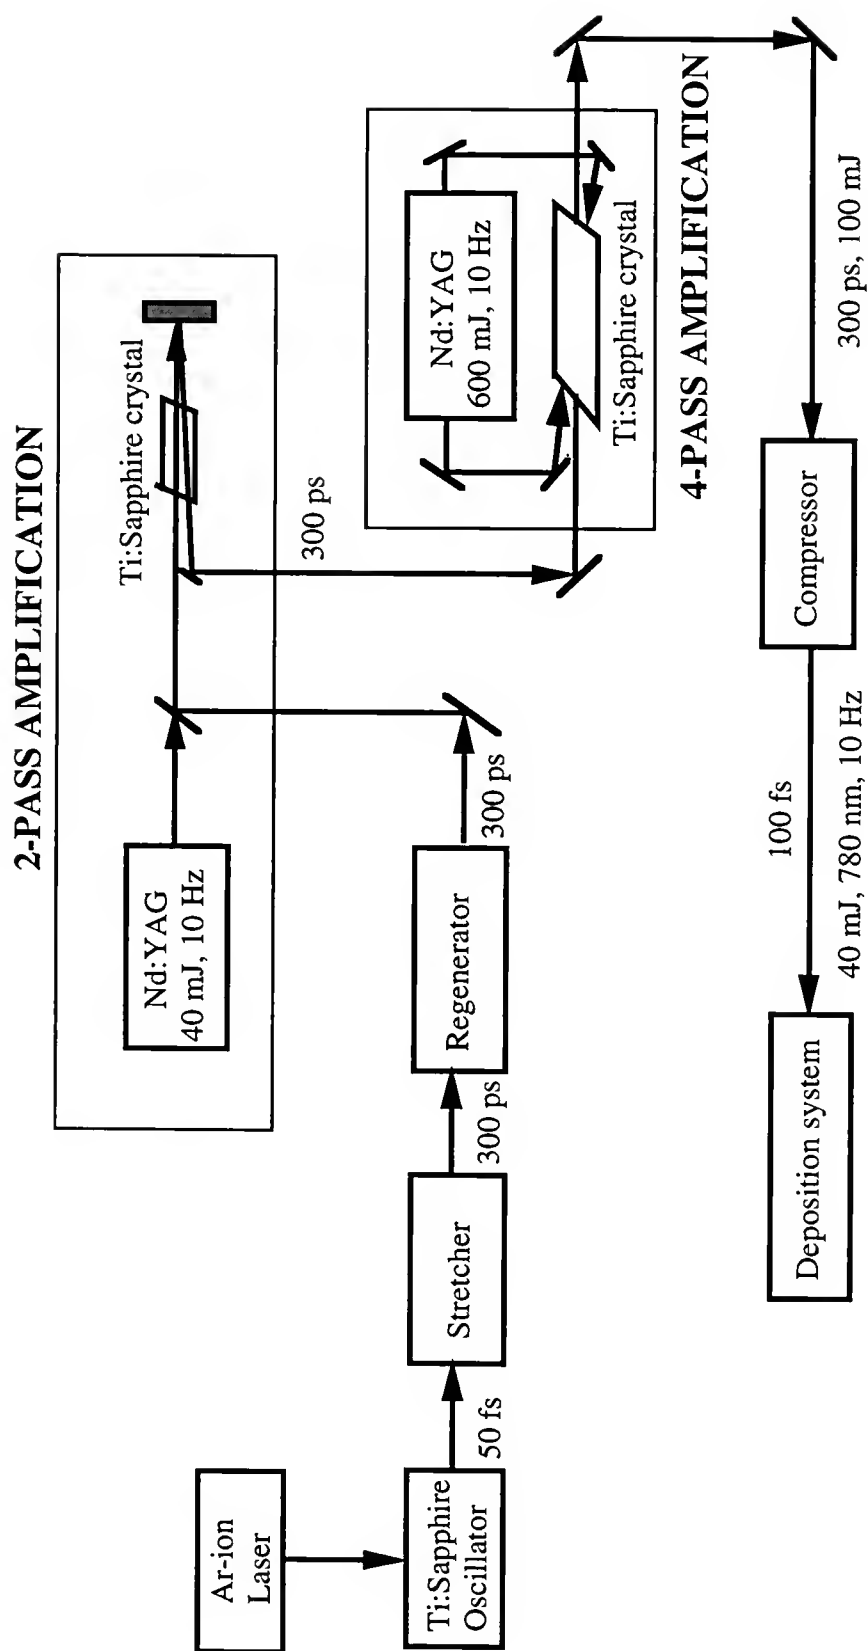 2-PASS AMPLIFICATION
Nd:YAG
40 mJ, 10 Hz
Ti:Sapphire crystal
300 ps
Ar-ion
Laser
Ti:Sapphire
Oscillator
50 fs
Stretcher
300 ps
Regenerator
300 ps
Nd:YAG
600 mJ, 10 Hz
Ti:Sapphire crystal
4-PASS AMPLIFICATION
300 ps, 100 mJ
Compressor
100 fs
40 mJ, 780 nm, 10 Hz
Deposition system